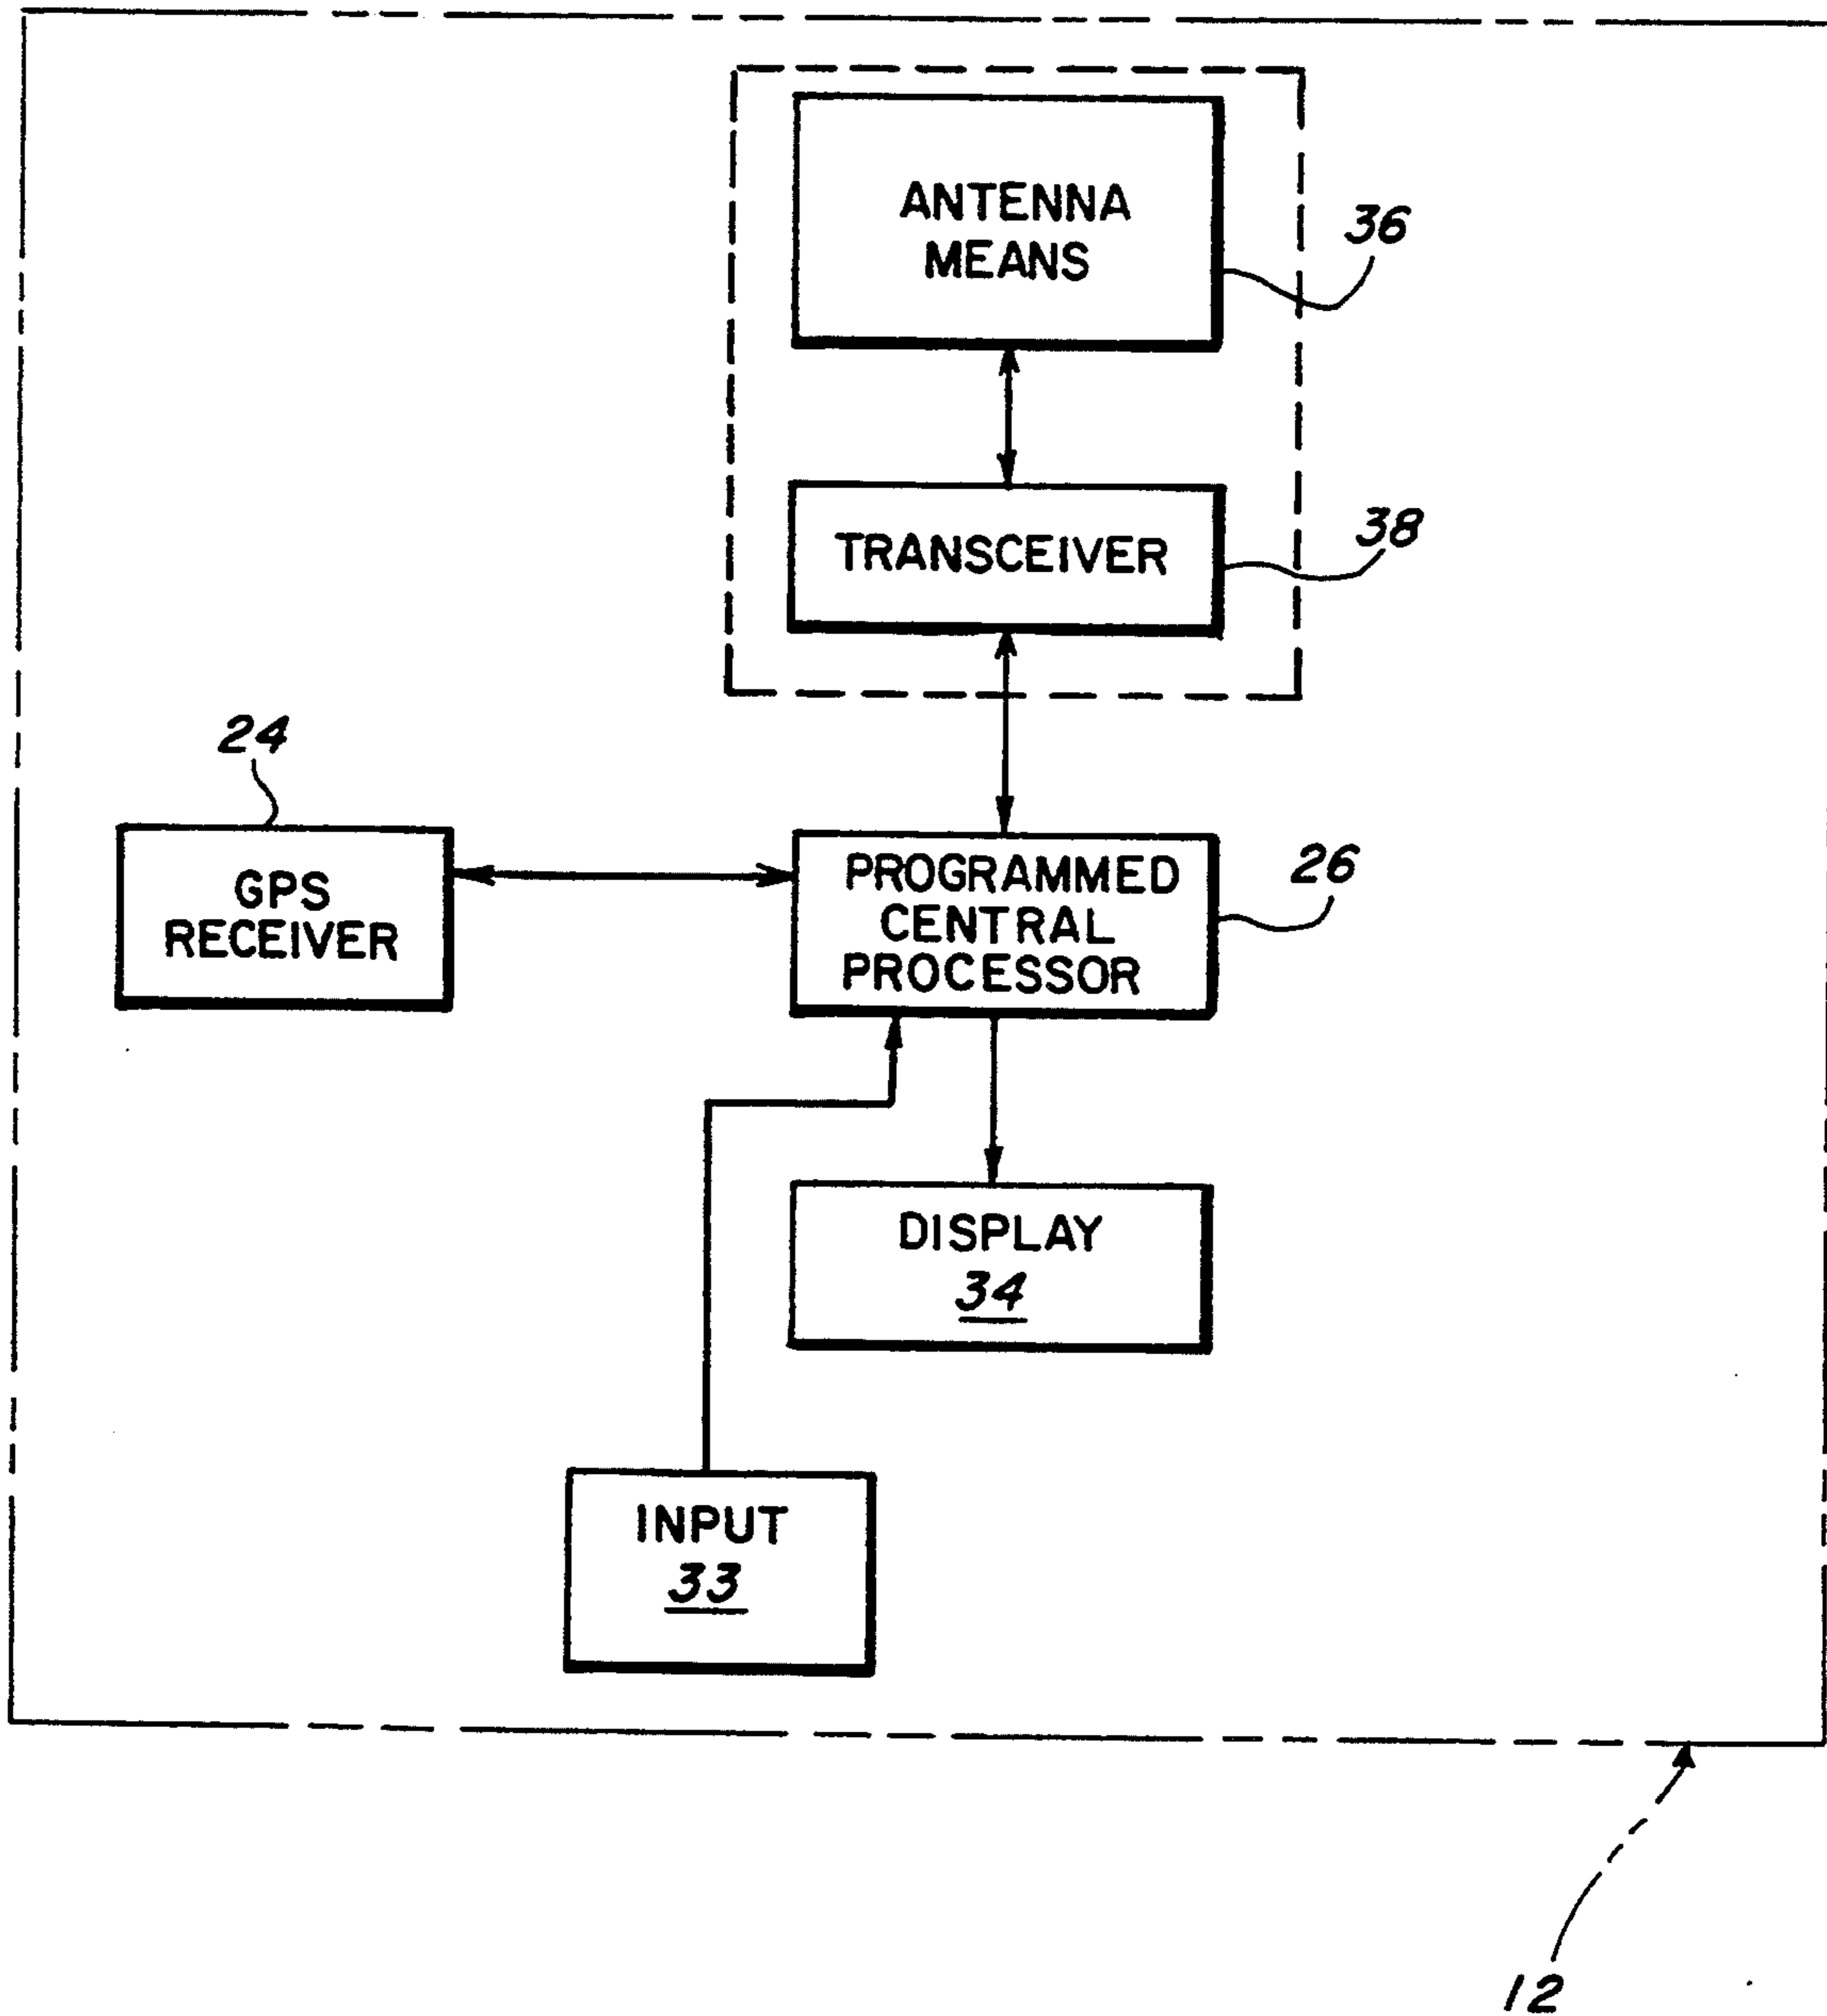 ANTENNA
MEANS
36
TRANSCEIVER
38
24
GPS
RECEIVER
PROGRAMMED
CENTRAL
PROCESSOR
26
DISPLAY
34
INPUT
33
12